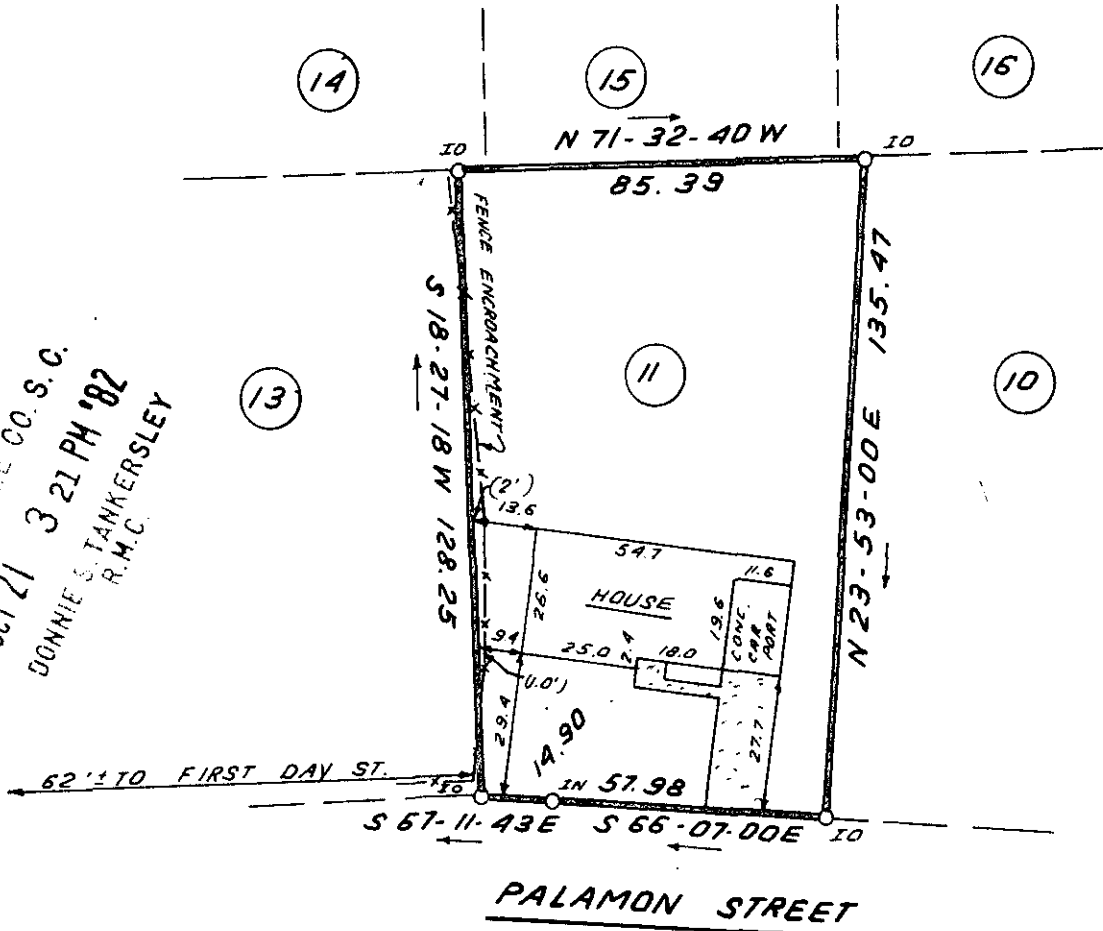 14
15
16
IO
N 71-32-40 W
IO
85.39
FENCE ENCROACHMENT
S 18-27-18 W 128.25
N 23-53-00 E 135.47
13
11
10
CO. S. C.
21 3 21 PM '82
DONNIE S. TANKERSLEY
R.M.C.
(2')
13.6
54.7
11.6
26.6
HOUSE
19.6
CONC.
CAR
PORT
9.4
25.0
2.4
18.0
(1.0')
29.4
27.7
14.90
62'± TO FIRST DAY ST.
IO
IN 57.98
S 67-11-43E S 66-07-00E IO
PALAMON STREET